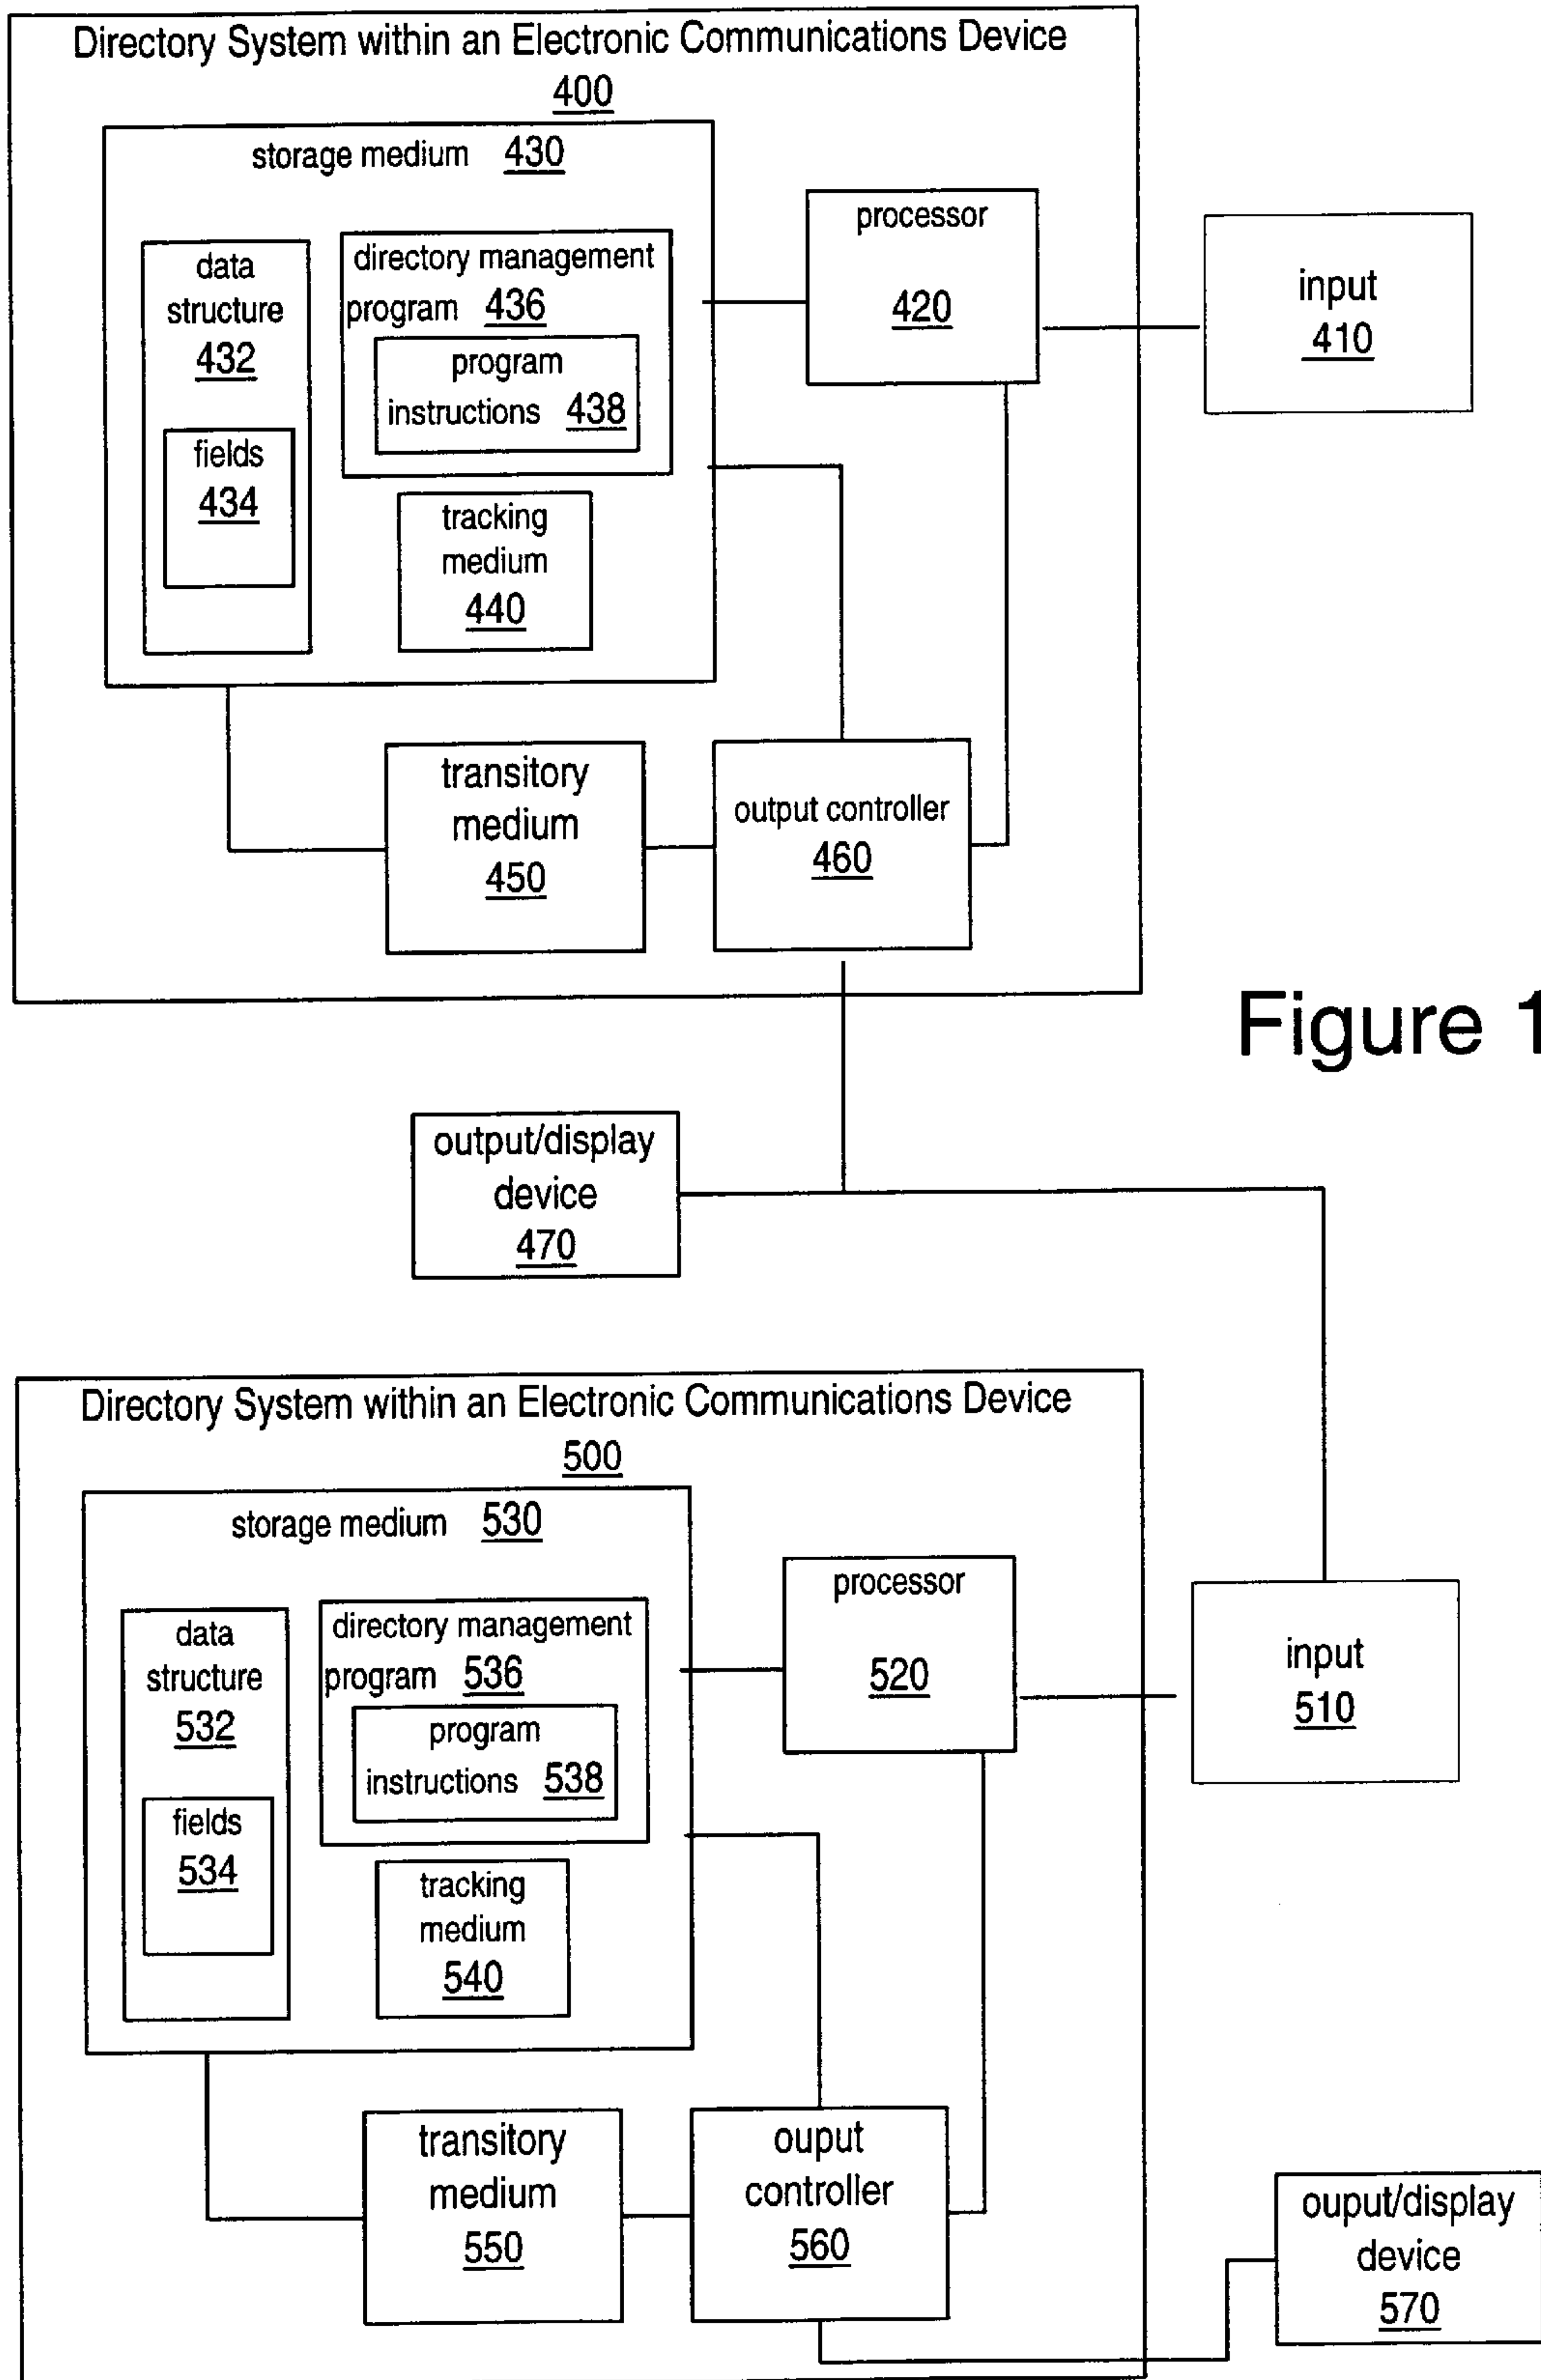 Directory System within an Electronic Communications Device
400
storage medium 430
data
structure
432
fields
434
directory management
program 436
program
instructions 438
tracking
medium
440
processor
420
input
410
transitory
medium
450
output controller
460
Figure 1
output/display
device
470
Directory System within an Electronic Communications Device
500
storage medium 530
data
structure
532
fields
534
directory management
program 536
program
instructions 538
tracking
medium
540
processor
520
input
510
transitory
medium
550
ouput
controller
560
ouput/display
device
570